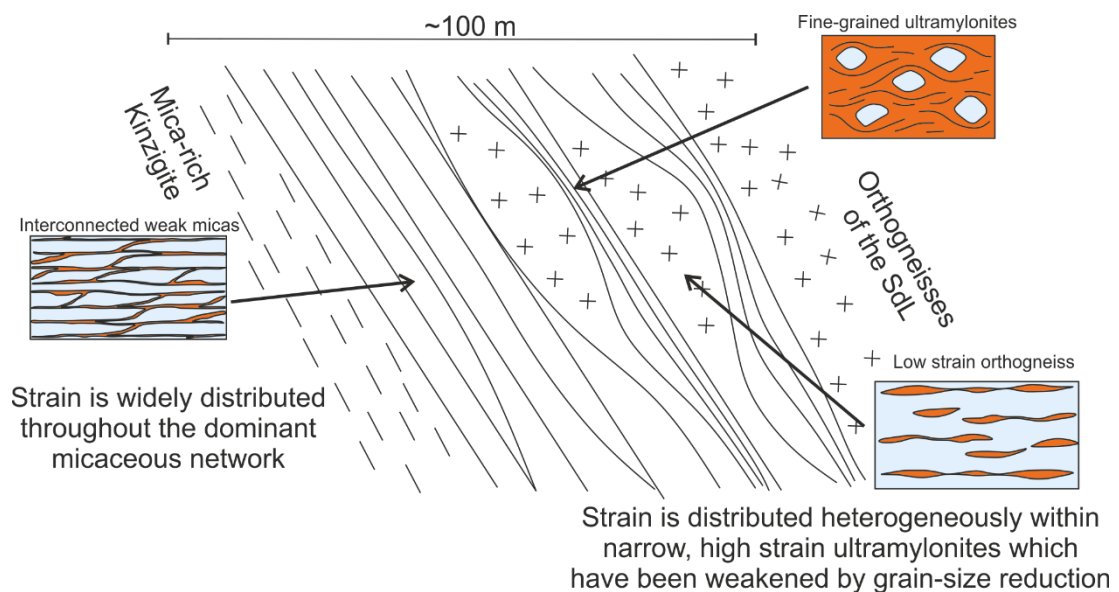 ~100 m
Fine-grained ultramylonites
Mica-rich
Kinzigite
Interconnected weak micas
Orthogneisses
of the SdL
Low strain orthogneiss
Strain is widely distributed
throughout the dominant
micaceous network
Strain is distributed heterogeneously within
narrow, high strain ultramylonites which
have been weakened by grain-size reduction